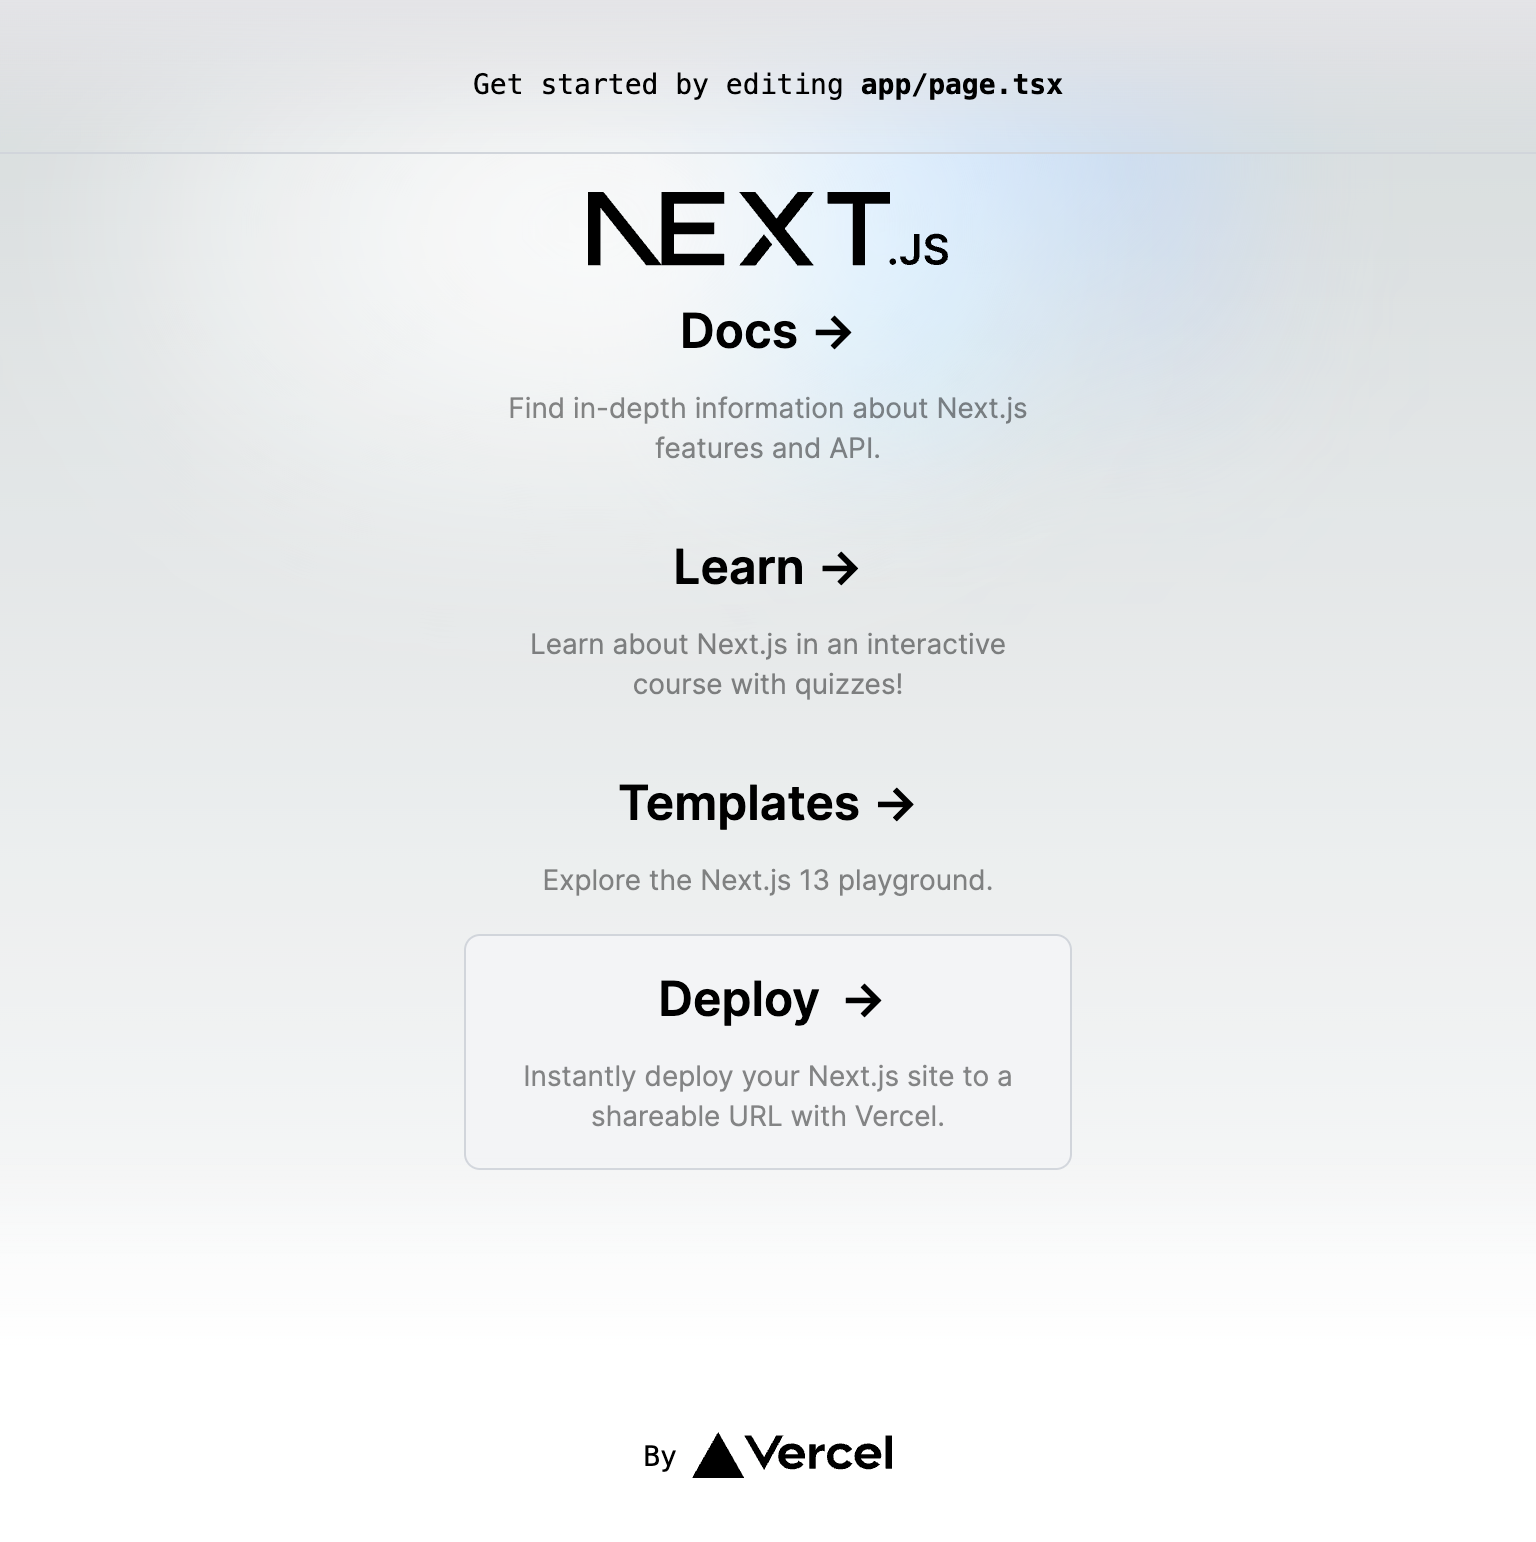 Get started by editing app/page.tsx
NEXT.JS
Docs →
Find in-depth information about Next.js
features and API.
Learn →
Learn about Next.js in an interactive
course with quizzes!
Templates →
Explore the Next.js 13 playground.
Deploy →
Instantly deploy your Next.js site to a
shareable URL with Vercel.
By Vercel